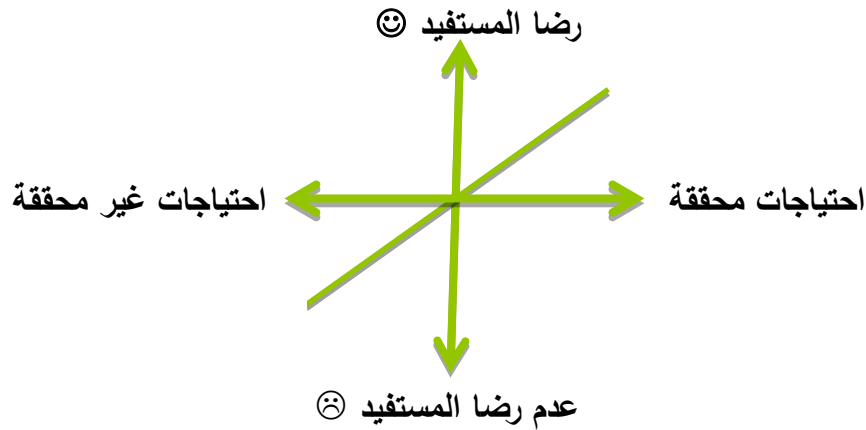 رضا المستفيد ☺
احتياجات محققة
احتياجات غير محققة
عدم رضا المستفيد ☹